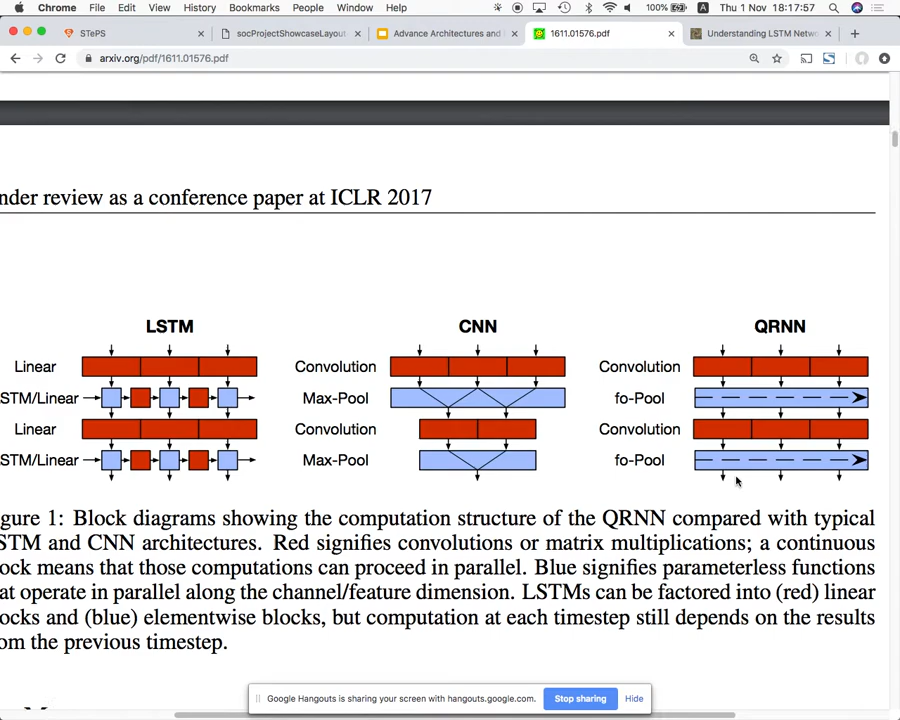 Chrome File Edit View History Bookmarks People Window Help 100% A Thu 1 Nov 18:17:57
STePS × socProjectShowcaseLayout × Advance Architectures and × 1611.01576.pdf × Understanding LSTM Netw × +
arxiv.org/pdf/1611.01576.pdf
nder review as a conference paper at ICLR 2017
LSTM CNN QRNN
Linear Convolution Convolution
STM/Linear Max-Pool fo-Pool
Linear Convolution Convolution
STM/Linear Max-Pool fo-Pool
gure 1: Block diagrams showing the computation structure of the QRNN compared with typical
STM and CNN architectures. Red signifies convolutions or matrix multiplications; a continuous
ock means that those computations can proceed in parallel. Blue signifies parameterless functions
at operate in parallel along the channel/feature dimension. LSTMs can be factored into (red) linear
ocks and (blue) elementwise blocks, but computation at each timestep still depends on the results
om the previous timestep.
Google Hangouts is sharing your screen with hangouts.google.com. Stop sharing Hide